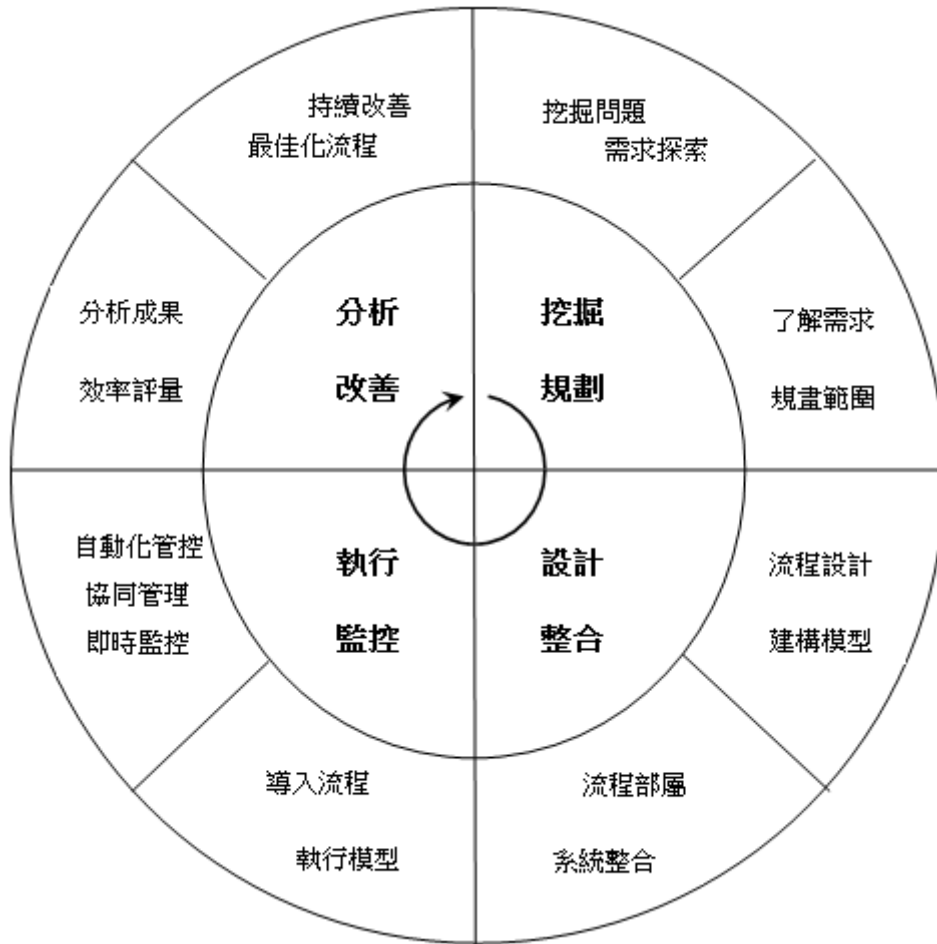 持續改善
最佳化流程
挖掘問題
需求探索
分析成果
效率評量
分析
改善
挖掘
規劃
了解需求
規畫範圍
自動化管控
協同管理
即時監控
執行
監控
設計
整合
流程設計
建構模型
導入流程
執行模型
流程部屬
系統整合